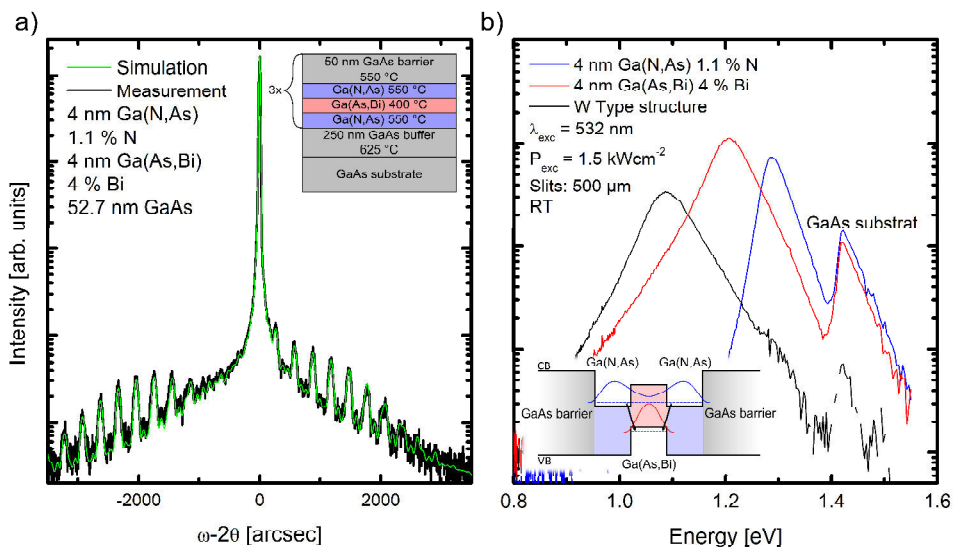 a)
Simulation
Measurement
4 nm Ga(N,As)
1.1 % N
4 nm Ga(As,Bi)
4 % Bi
52.7 nm GaAs
3x
50 nm GaAs barrier
550 °C
Ga(N,As) 550 °C
Ga(As,Bi) 400 °C
Ga(N,As) 550 °C
250 nm GaAs buffer
625 °C
GaAs substrate
Intensity [arb. units]
-2000
0
2000
ω-2θ [arcsec]
b)
4 nm Ga(N,As) 1.1 % N
4 nm Ga(As,Bi) 4 % Bi
W Type structure
λexc = 532 nm
Pexc = 1.5 kWcm-2
Slits: 500 µm
RT
GaAs substrat
CB
Ga(N,As)
Ga(N,As)
GaAs barrier
GaAs barrier
VB
Ga(As,Bi)
0.8
1.0
1.2
1.4
1.6
Energy [eV]